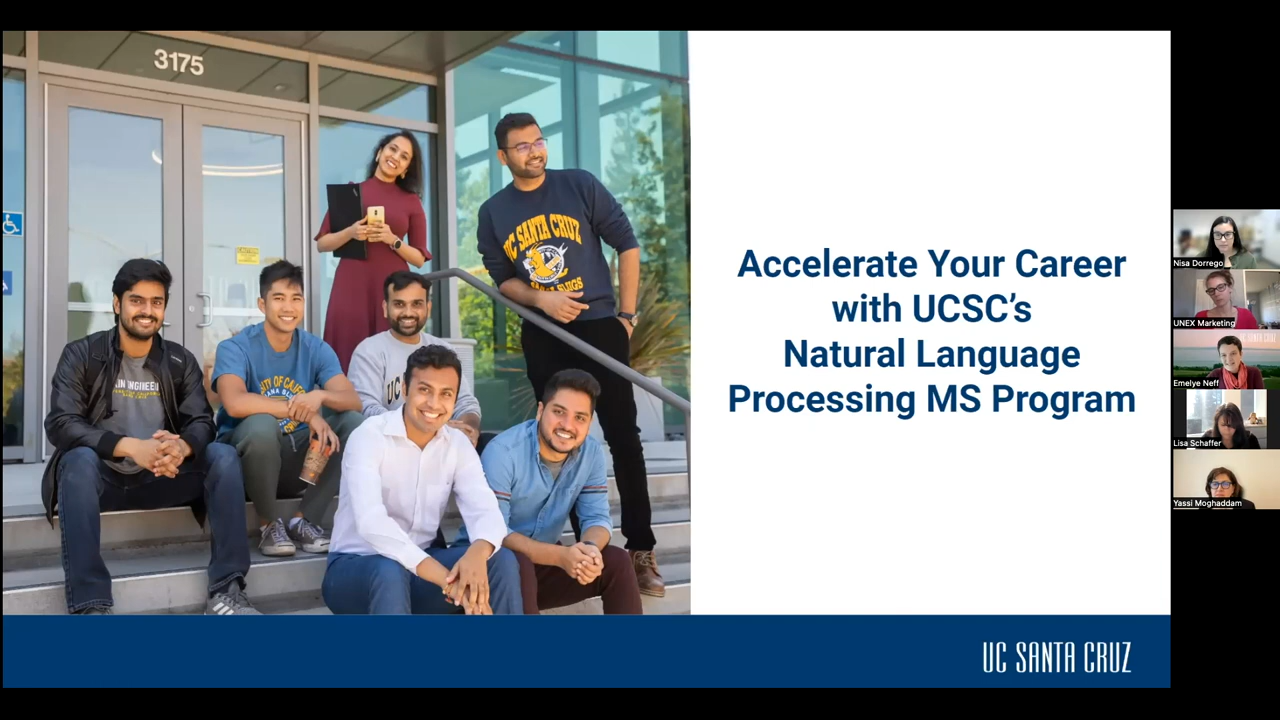 3175
UC SANTA CRUZ
Accelerate Your Career
with UCSC’s
Natural Language
Processing MS Program
UC SANTA CRUZ
Nisa Dorrego
UNEX Marketing
Emelye Neff
Lisa Schaffer
Yassi Moghaddam